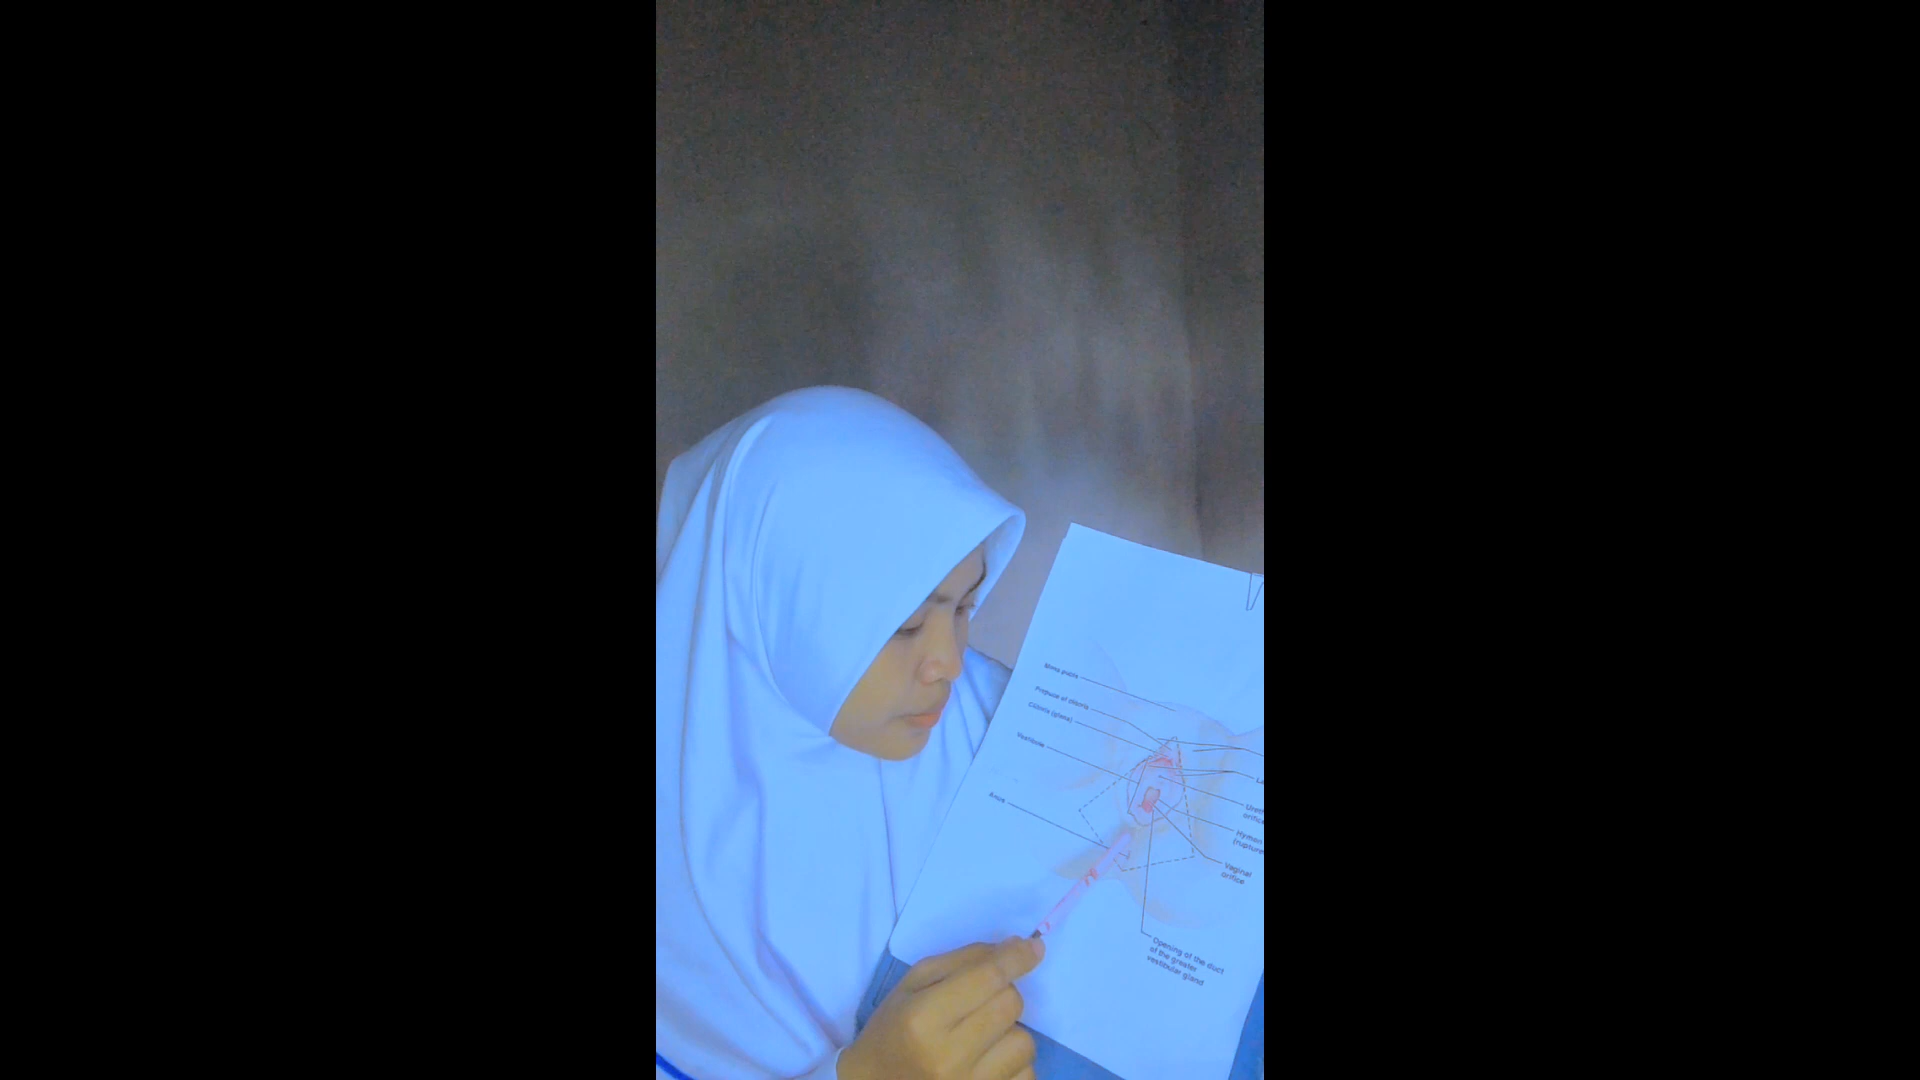 Mons pubis
Prepuce of clitoris
Clitoris (glans)
Vestibule
Anus
Hymen
Vaginal
orifice
Opening of the duct
of the greater
vestibular gland